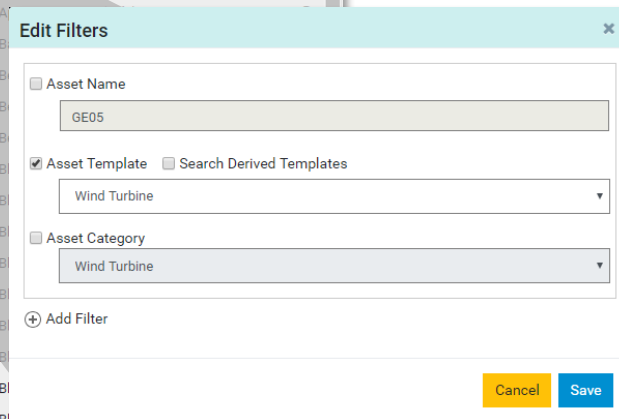 Edit Filters ×
Asset Name
GE05
Asset Template Search Derived Templates
Wind Turbine
Asset Category
Wind Turbine
Add Filter
Cancel Save